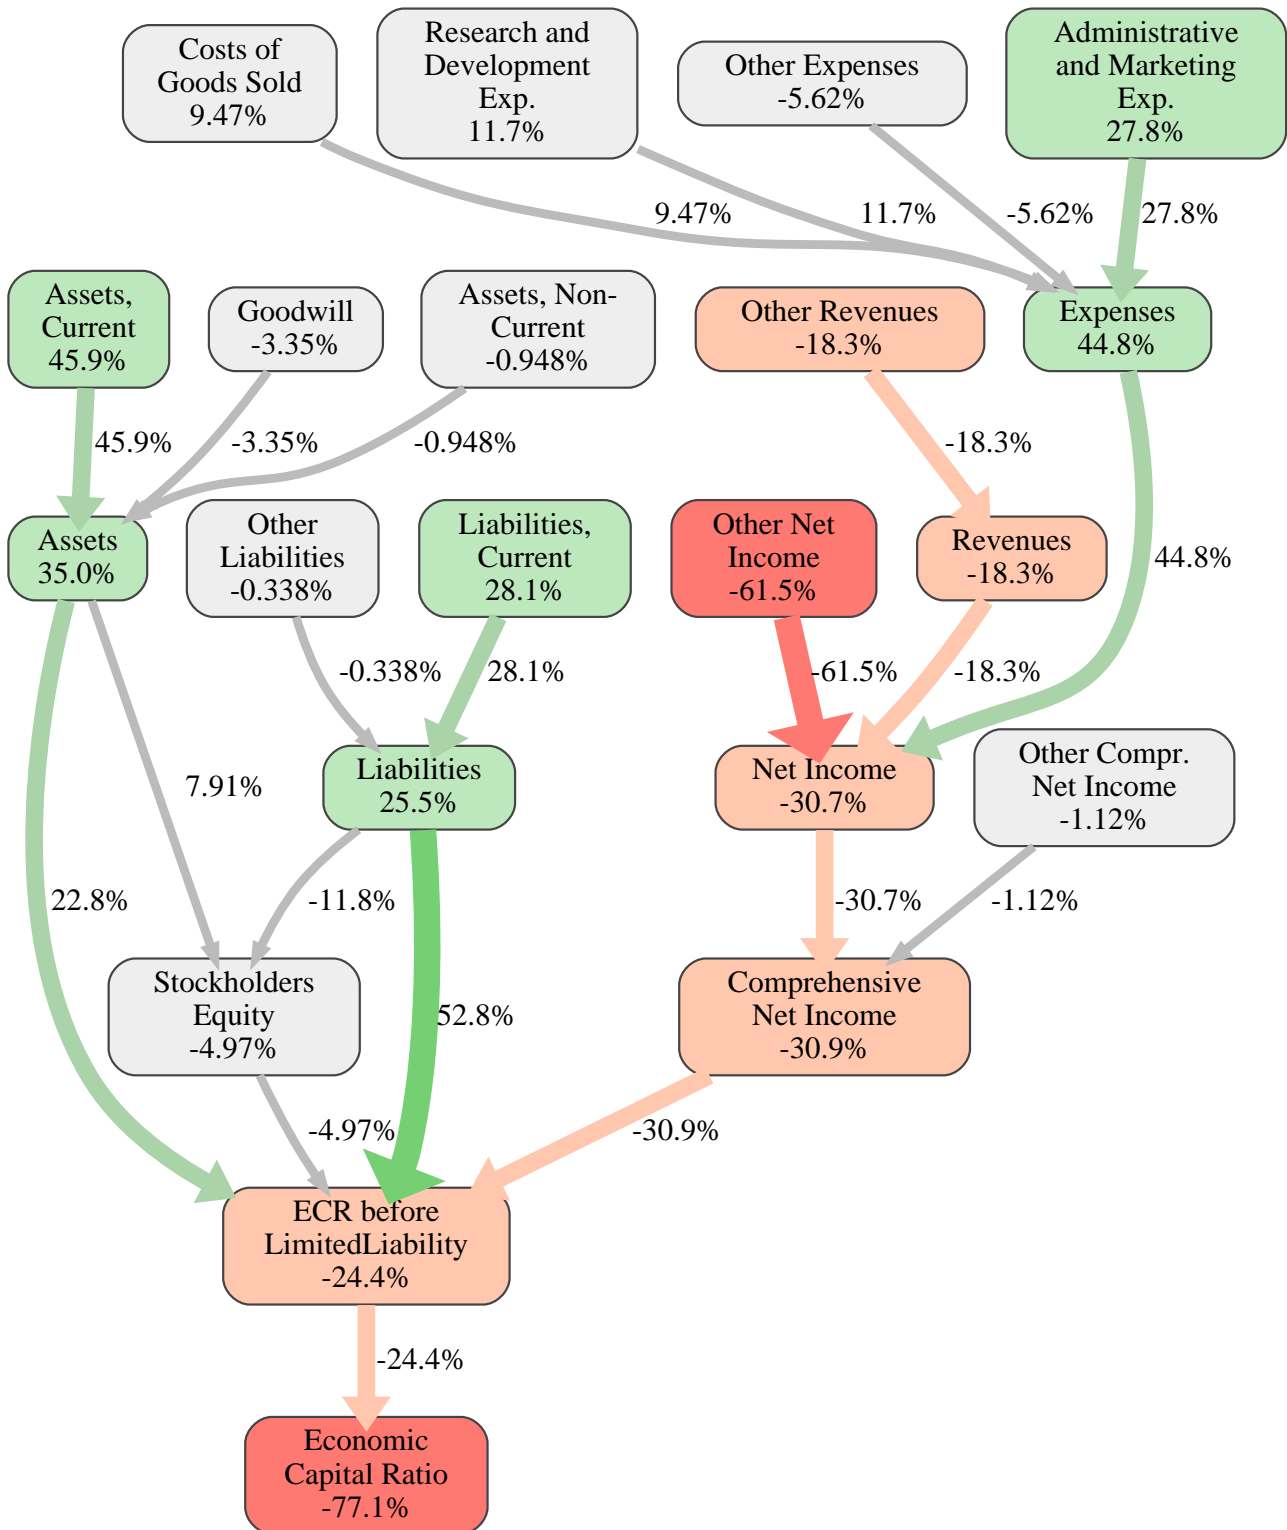 Costs of
Goods Sold
9.47%
Research and
Development
Exp.
11.7%
Other Expenses
-5.62%
Administrative
and Marketing
Exp.
27.8%
9.47%
11.7%
-5.62%
27.8%
Assets,
Current
45.9%
Goodwill
-3.35%
Assets, Non-
Current
-0.948%
Other Revenues
-18.3%
Expenses
44.8%
45.9%
-3.35%
-0.948%
-18.3%
44.8%
Assets
35.0%
Other
Liabilities
-0.338%
Liabilities,
Current
28.1%
Other Net
Income
-61.5%
Revenues
-18.3%
-0.338%
28.1%
-61.5%
-18.3%
7.91%
Liabilities
25.5%
Net Income
-30.7%
Other Compr.
Net Income
-1.12%
22.8%
-11.8%
52.8%
-30.7%
-1.12%
Stockholders
Equity
-4.97%
Comprehensive
Net Income
-30.9%
-4.97%
-30.9%
ECR before
LimitedLiability
-24.4%
-24.4%
Economic
Capital Ratio
-77.1%